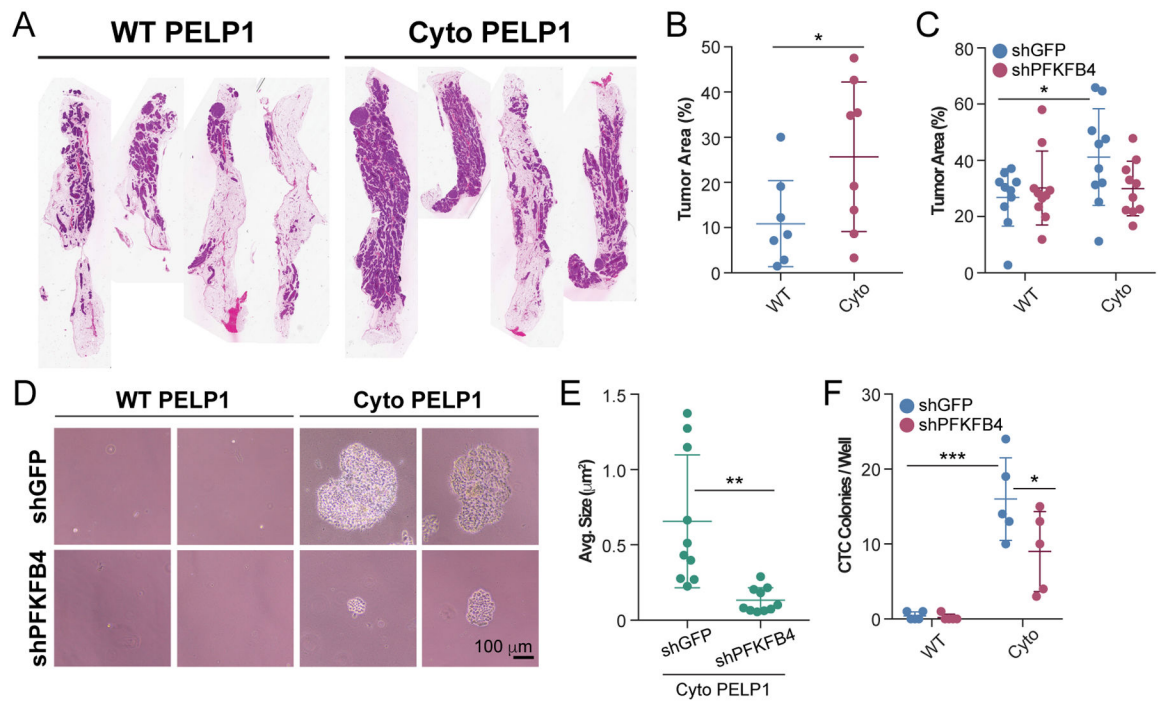 A
WT PELP1
Cyto PELP1
B
Tumor Area (%)
50
40
30
20
10
0
*
WT
Cyto
C
Tumor Area (%)
80
60
40
20
0
shGFP
shPFKFB4
*
WT
Cyto
D
WT PELP1
Cyto PELP1
shGFP
shPFKFB4
100 μm
E
Avg. Size (μm²)
1.5
1.0
0.5
0
**
shGFP
shPFKFB4
Cyto PELP1
F
CTC Colonies / Well
30
20
10
0
shGFP
shPFKFB4
***
*
WT
Cyto